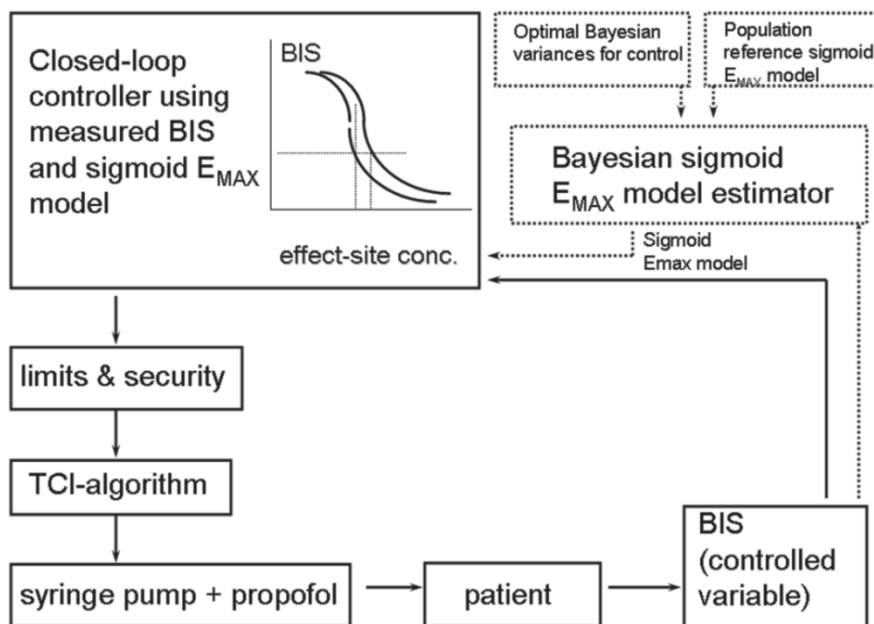 Closed-loop
controller using
measured BIS
and sigmoid EMAX
model
BIS
effect-site conc.
Optimal Bayesian
variances for control
Population
reference sigmoid
EMAX model
Bayesian sigmoid
EMAX model estimator
Sigmoid
Emax model
limits & security
TCI-algorithm
syringe pump + propofol
patient
BIS
(controlled
variable)